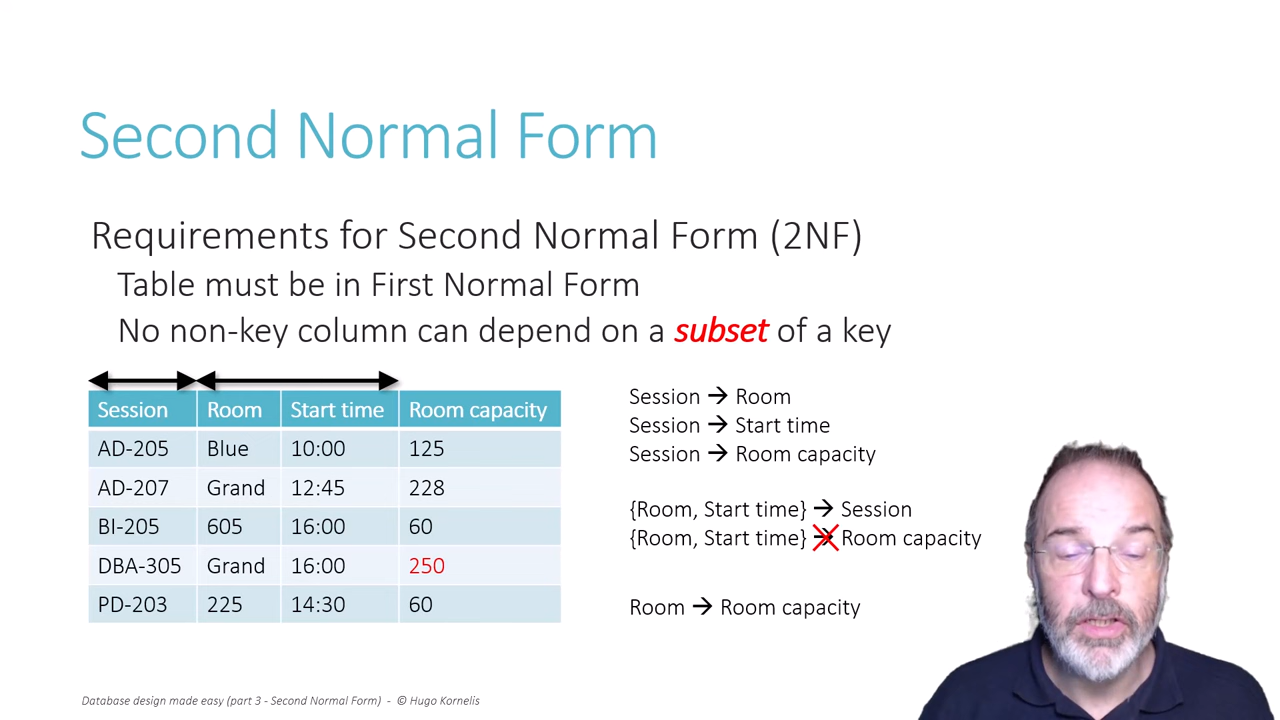 Second Normal Form
Requirements for Second Normal Form (2NF)
Table must be in First Normal Form
No non-key column can depend on a subset of a key
Session Room Start time Room capacity
AD-205 Blue 10:00 125
AD-207 Grand 12:45 228
BI-205 605 16:00 60
DBA-305 Grand 16:00 250
PD-203 225 14:30 60
Session → Room
Session → Start time
Session → Room capacity
{Room, Start time} → Session
{Room, Start time} → Room capacity
Room → Room capacity
Database design made easy (part 3 - Second Normal Form) - © Hugo Kornelis